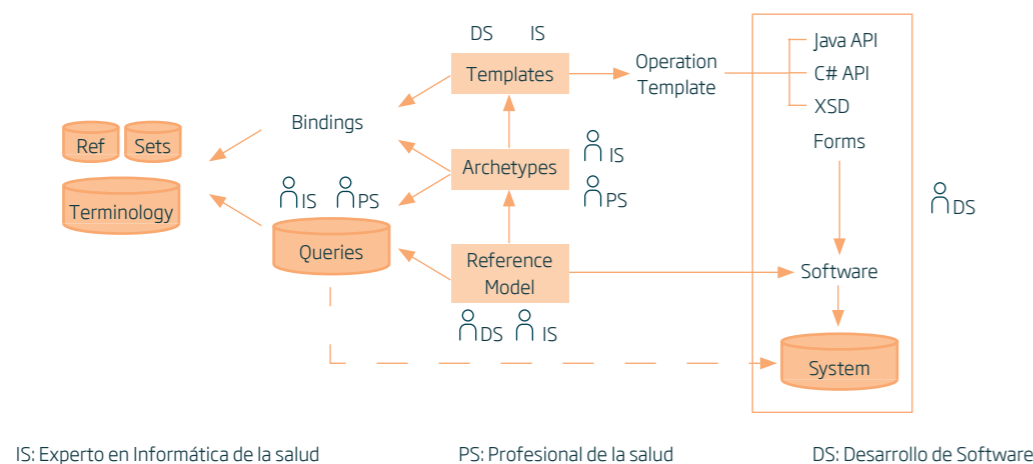 DS IS
Templates
Operation
Template
Java API
C# API
XSD
Forms
Bindings
Ref
Sets
Terminology
Archetypes
IS
PS
IS
PS
Queries
Reference
Model
DS
IS
Software
System
DS
IS: Experto en Informática de la salud
PS: Profesional de la salud
DS: Desarrollo de Software